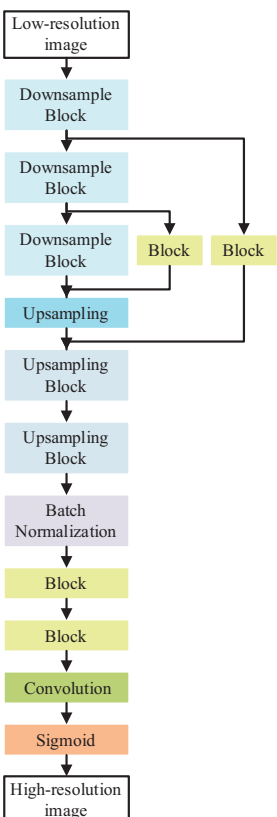 Low-resolution
image
Downsample
Block
Downsample
Block
Downsample
Block
Block
Block
Upsampling
Upsampling
Block
Upsampling
Block
Batch
Normalization
Block
Block
Convolution
Sigmoid
High-resolution
image